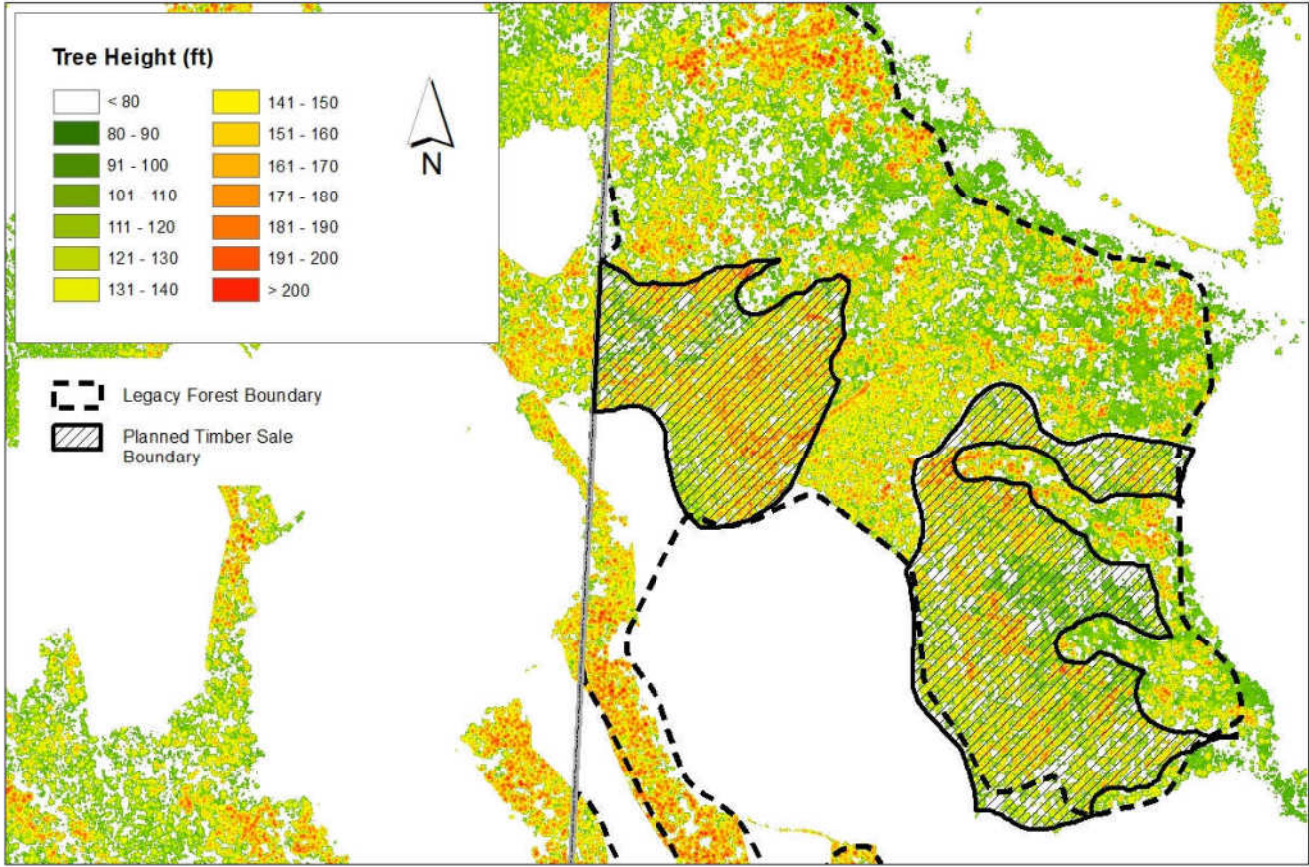 Tree Height (ft)
< 80
80 - 90
91 - 100
101 - 110
111 - 120
121 - 130
131 - 140
141 - 150
151 - 160
161 - 170
171 - 180
181 - 190
191 - 200
> 200
N
Legacy Forest Boundary
Planned Timber Sale
Boundary